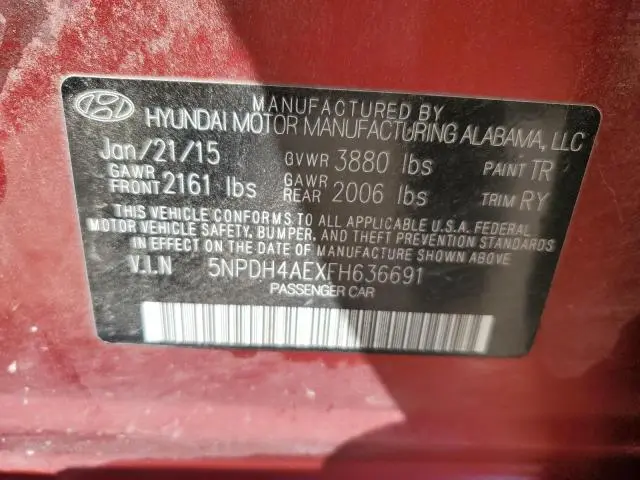 MANUFACTURED BY
HYUNDAI MOTOR MANUFACTURING ALABAMA, LLC
Jan/21/15 GVWR 3880 lbs PAINT TR
GAWR FRONT 2161 lbs GAWR REAR 2006 lbs TRIM RY
THIS VEHICLE CONFORMS TO ALL APPLICABLE U.S.A. FEDERAL
MOTOR VEHICLE SAFETY, BUMPER, AND THEFT PREVENTION STANDARDS
IN EFFECT ON THE DATE OF MANUFACTURE SHOWN ABOVE
V.I.N 5NPDH4AEXFH636691
PASSENGER CAR